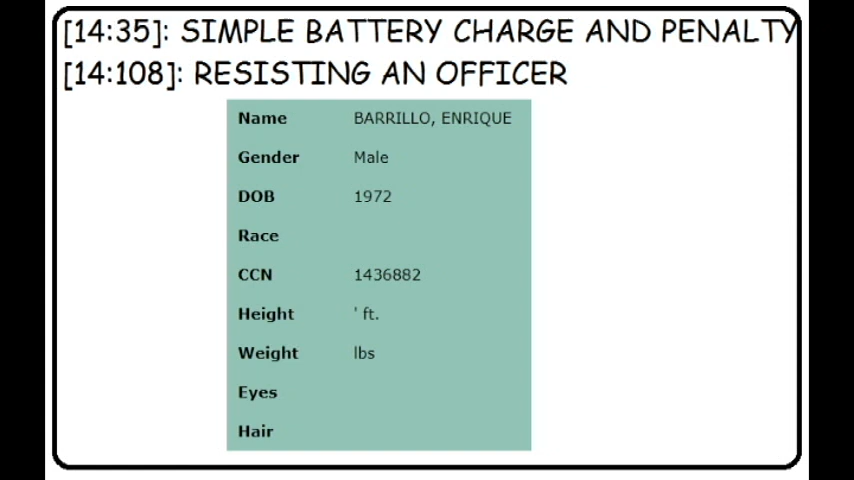 [14:35]: SIMPLE BATTERY CHARGE AND PENALTY
[14:108]: RESISTING AN OFFICER
Name BARRILLO, ENRIQUE
Gender Male
DOB 1972
Race
CCN 1436882
Height ' ft.
Weight lbs
Eyes
Hair